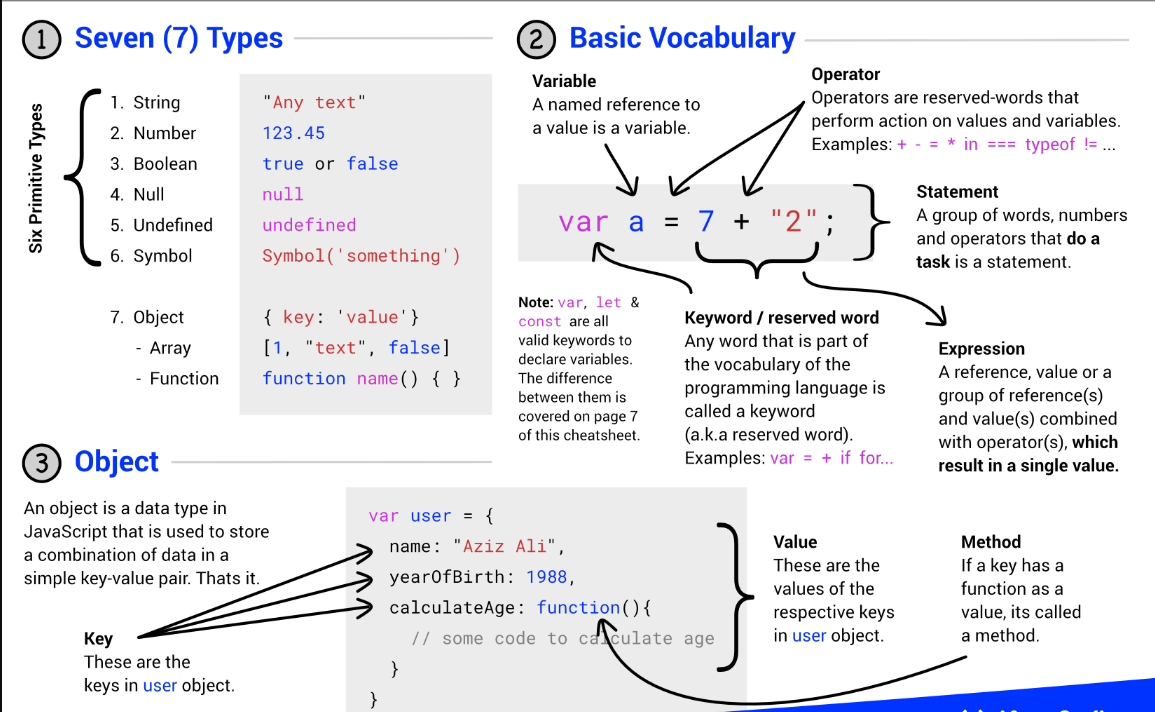 1 Seven (7) Types
Six Primitive Types
1. String "Any text"
2. Number 123.45
3. Boolean true or false
4. Null null
5. Undefined undefined
6. Symbol Symbol('something')
7. Object { key: 'value'}
- Array [1, "text", false]
- Function function name() { }
2 Basic Vocabulary
Variable
A named reference to
a value is a variable.
Operator
Operators are reserved-words that
perform action on values and variables.
Examples: + - = * in === typeof != ...
var a = 7 + "2";
Statement
A group of words, numbers
and operators that do a
task is a statement.
Note: var, let &
const are all
valid keywords to
declare variables.
The difference
between them is
covered on page 7
of this cheatsheet.
Keyword / reserved word
Any word that is part of
the vocabulary of the
programming language is
called a keyword
(a.k.a reserved word).
Examples: var = + if for...
Expression
A reference, value or a
group of reference(s)
and value(s) combined
with operator(s), which
result in a single value.
3 Object
An object is a data type in
JavaScript that is used to store
a combination of data in a
simple key-value pair. Thats it.
Key
These are the
keys in user object.
var user = {
name: "Aziz Ali",
yearOfBirth: 1988,
calculateAge: function(){
// some code to calculate age
}
}
Value
These are the
values of the
respective keys
in user object.
Method
If a key has a
function as a
value, its called
a method.